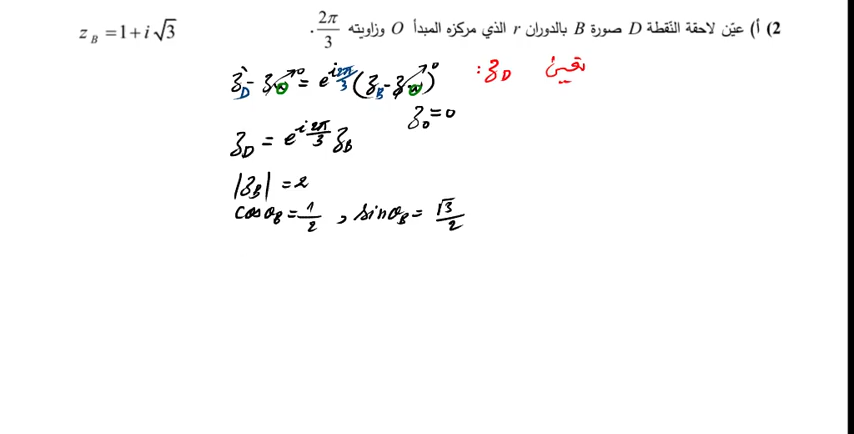 2) أ) عيّن لاحقة النّقطة D صورة B بالدوران r الذي مركزه المبدأ O وزاويته 2π/3 .
z_B = 1 + i√3
تعيين z_D :
z_D - z_O = e^{i2π/3}(z_B - z_O)
z_O = 0
z_D = e^{i2π/3} z_B
|z_B| = 2
cos θ_B = 1/2 , sin θ_B = √3/2